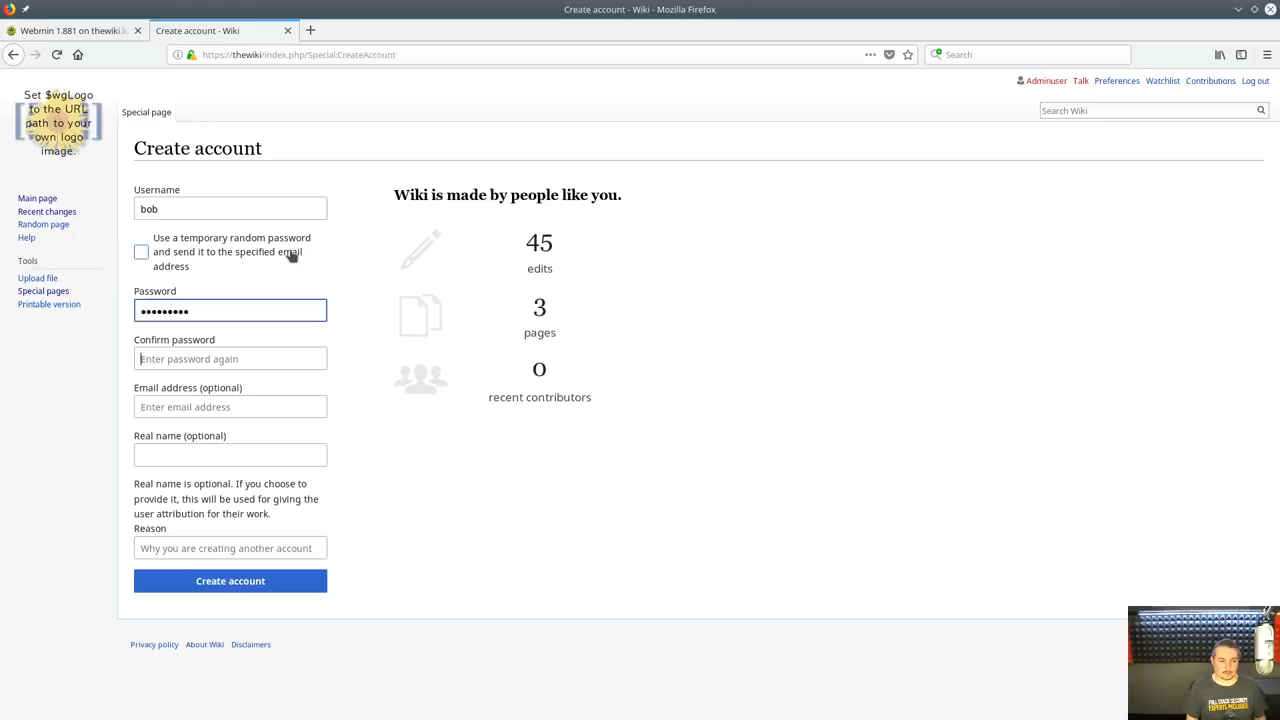 Create account - Wiki - Mozilla Firefox
Webmin 1.881 on thewiki.lo
Create account - Wiki
https://thewiki/index.php/Special:CreateAccount
Search
Adminuser Talk Preferences Watchlist Contributions Log out
Set $wgLogo
to the URL
path to your
own logo
image.
Special page
Search Wiki
Create account
Main page
Recent changes
Random page
Help
Tools
Upload file
Special pages
Printable version
Username
bob
Use a temporary random password
and send it to the specified email
address
Password
•••••••••
Confirm password
Enter password again
Email address (optional)
Enter email address
Real name (optional)
Real name is optional. If you choose to
provide it, this will be used for giving the
user attribution for their work.
Reason
Why you are creating another account
Create account
Wiki is made by people like you.
45
edits
3
pages
0
recent contributors
Privacy policy About Wiki Disclaimers
FULL STACK SECURITY
EXPERTS INCLUDED